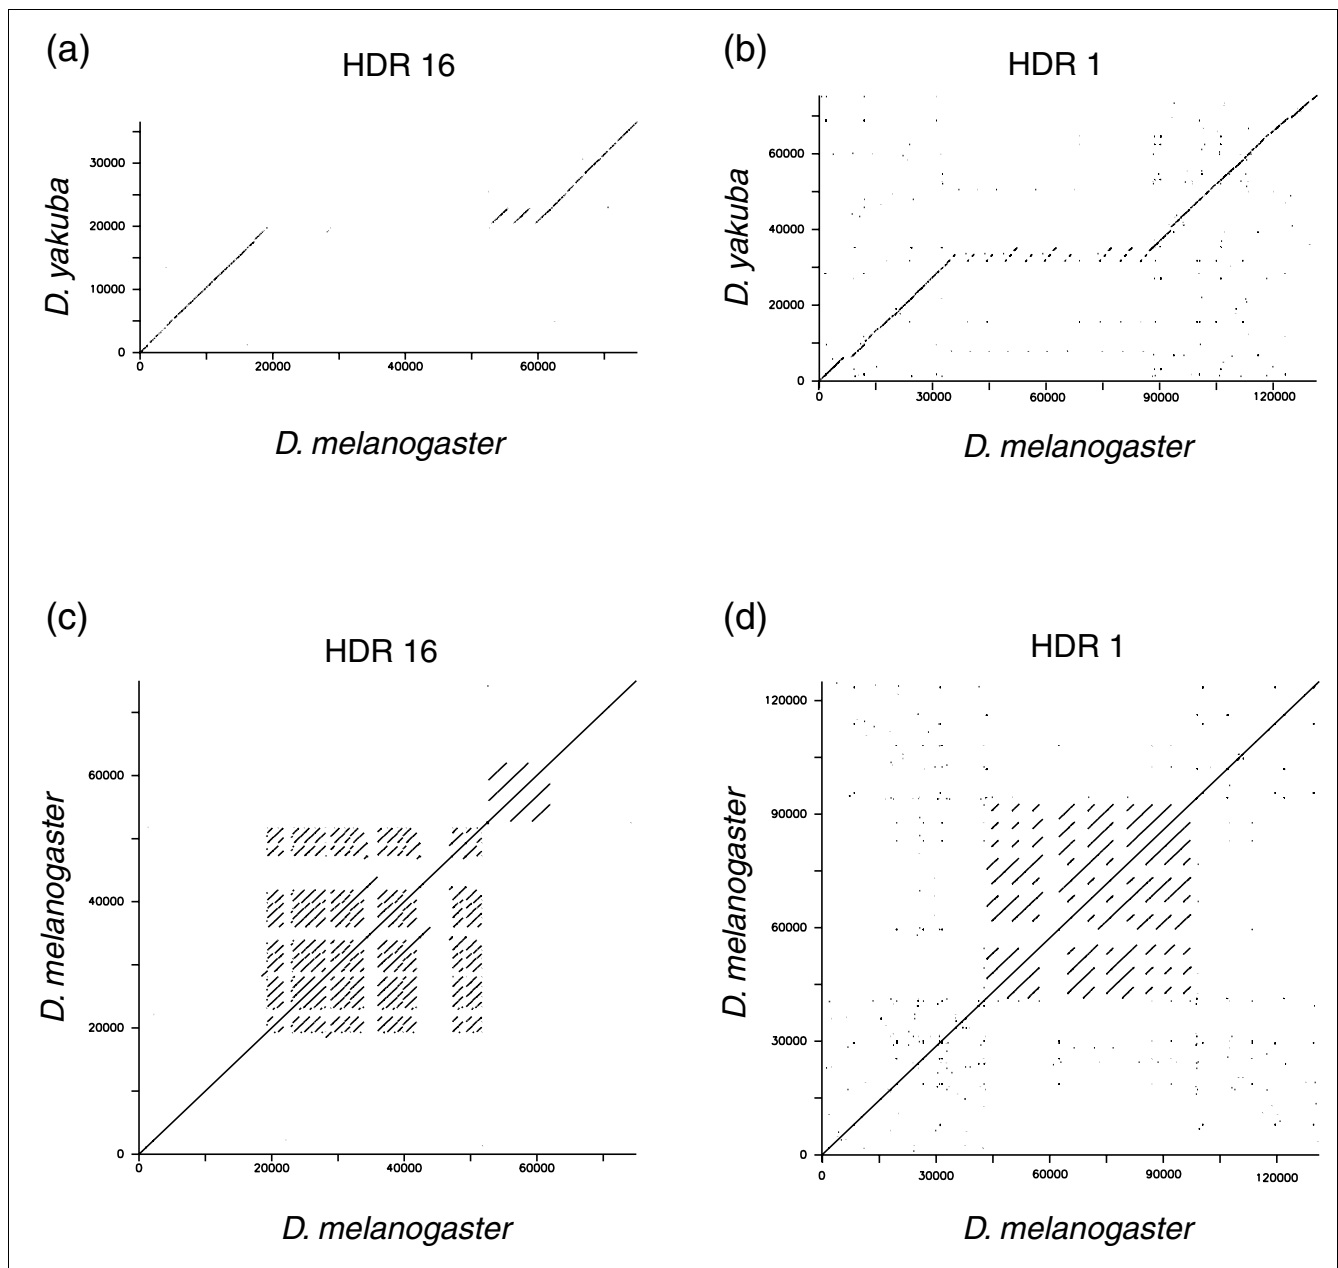 (a)
HDR 16
D. yakuba
30000
20000
10000
0
0 20000 40000 60000
D. melanogaster
(b)
HDR 1
D. yakuba
60000
40000
20000
0
0 30000 60000 90000 120000
D. melanogaster
(c)
HDR 16
D. melanogaster
60000
40000
20000
0
0 20000 40000 60000
D. melanogaster
(d)
HDR 1
D. melanogaster
120000
90000
60000
30000
0
0 30000 60000 90000 120000
D. melanogaster